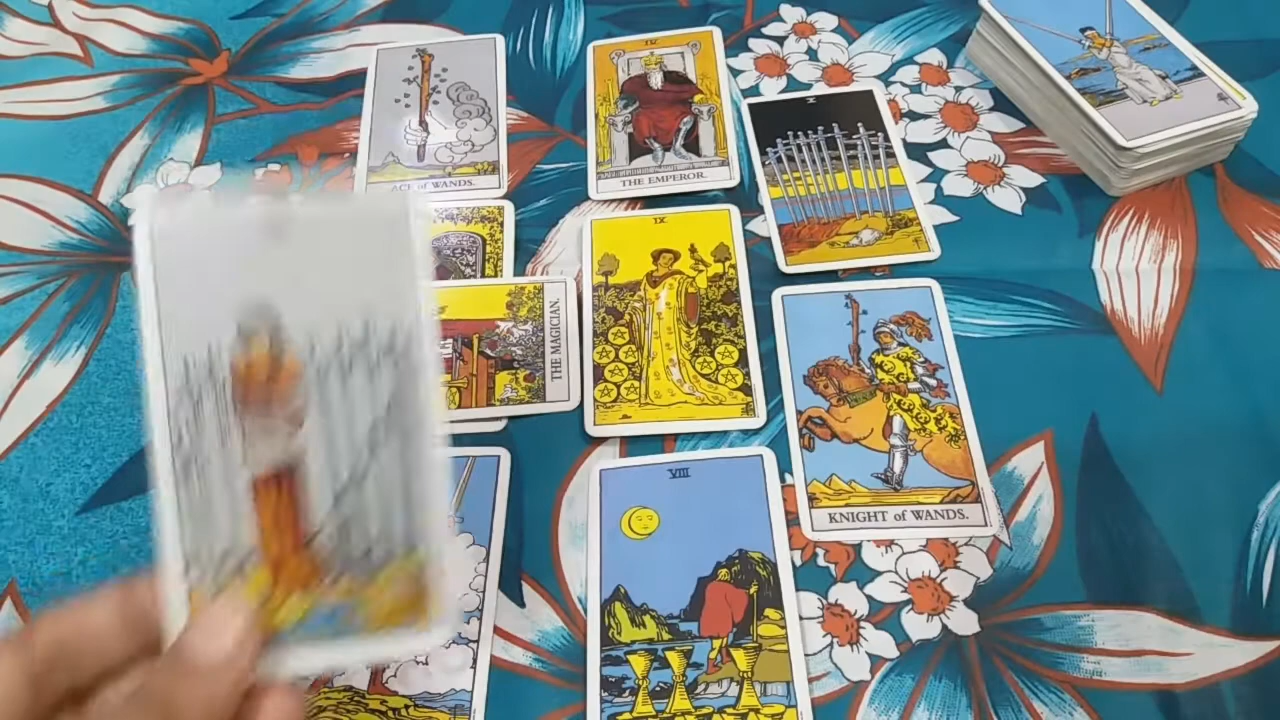 ACE of WANDS.
IV
THE EMPEROR.
X
IX
THE MAGICIAN.
KNIGHT of WANDS.
VIII